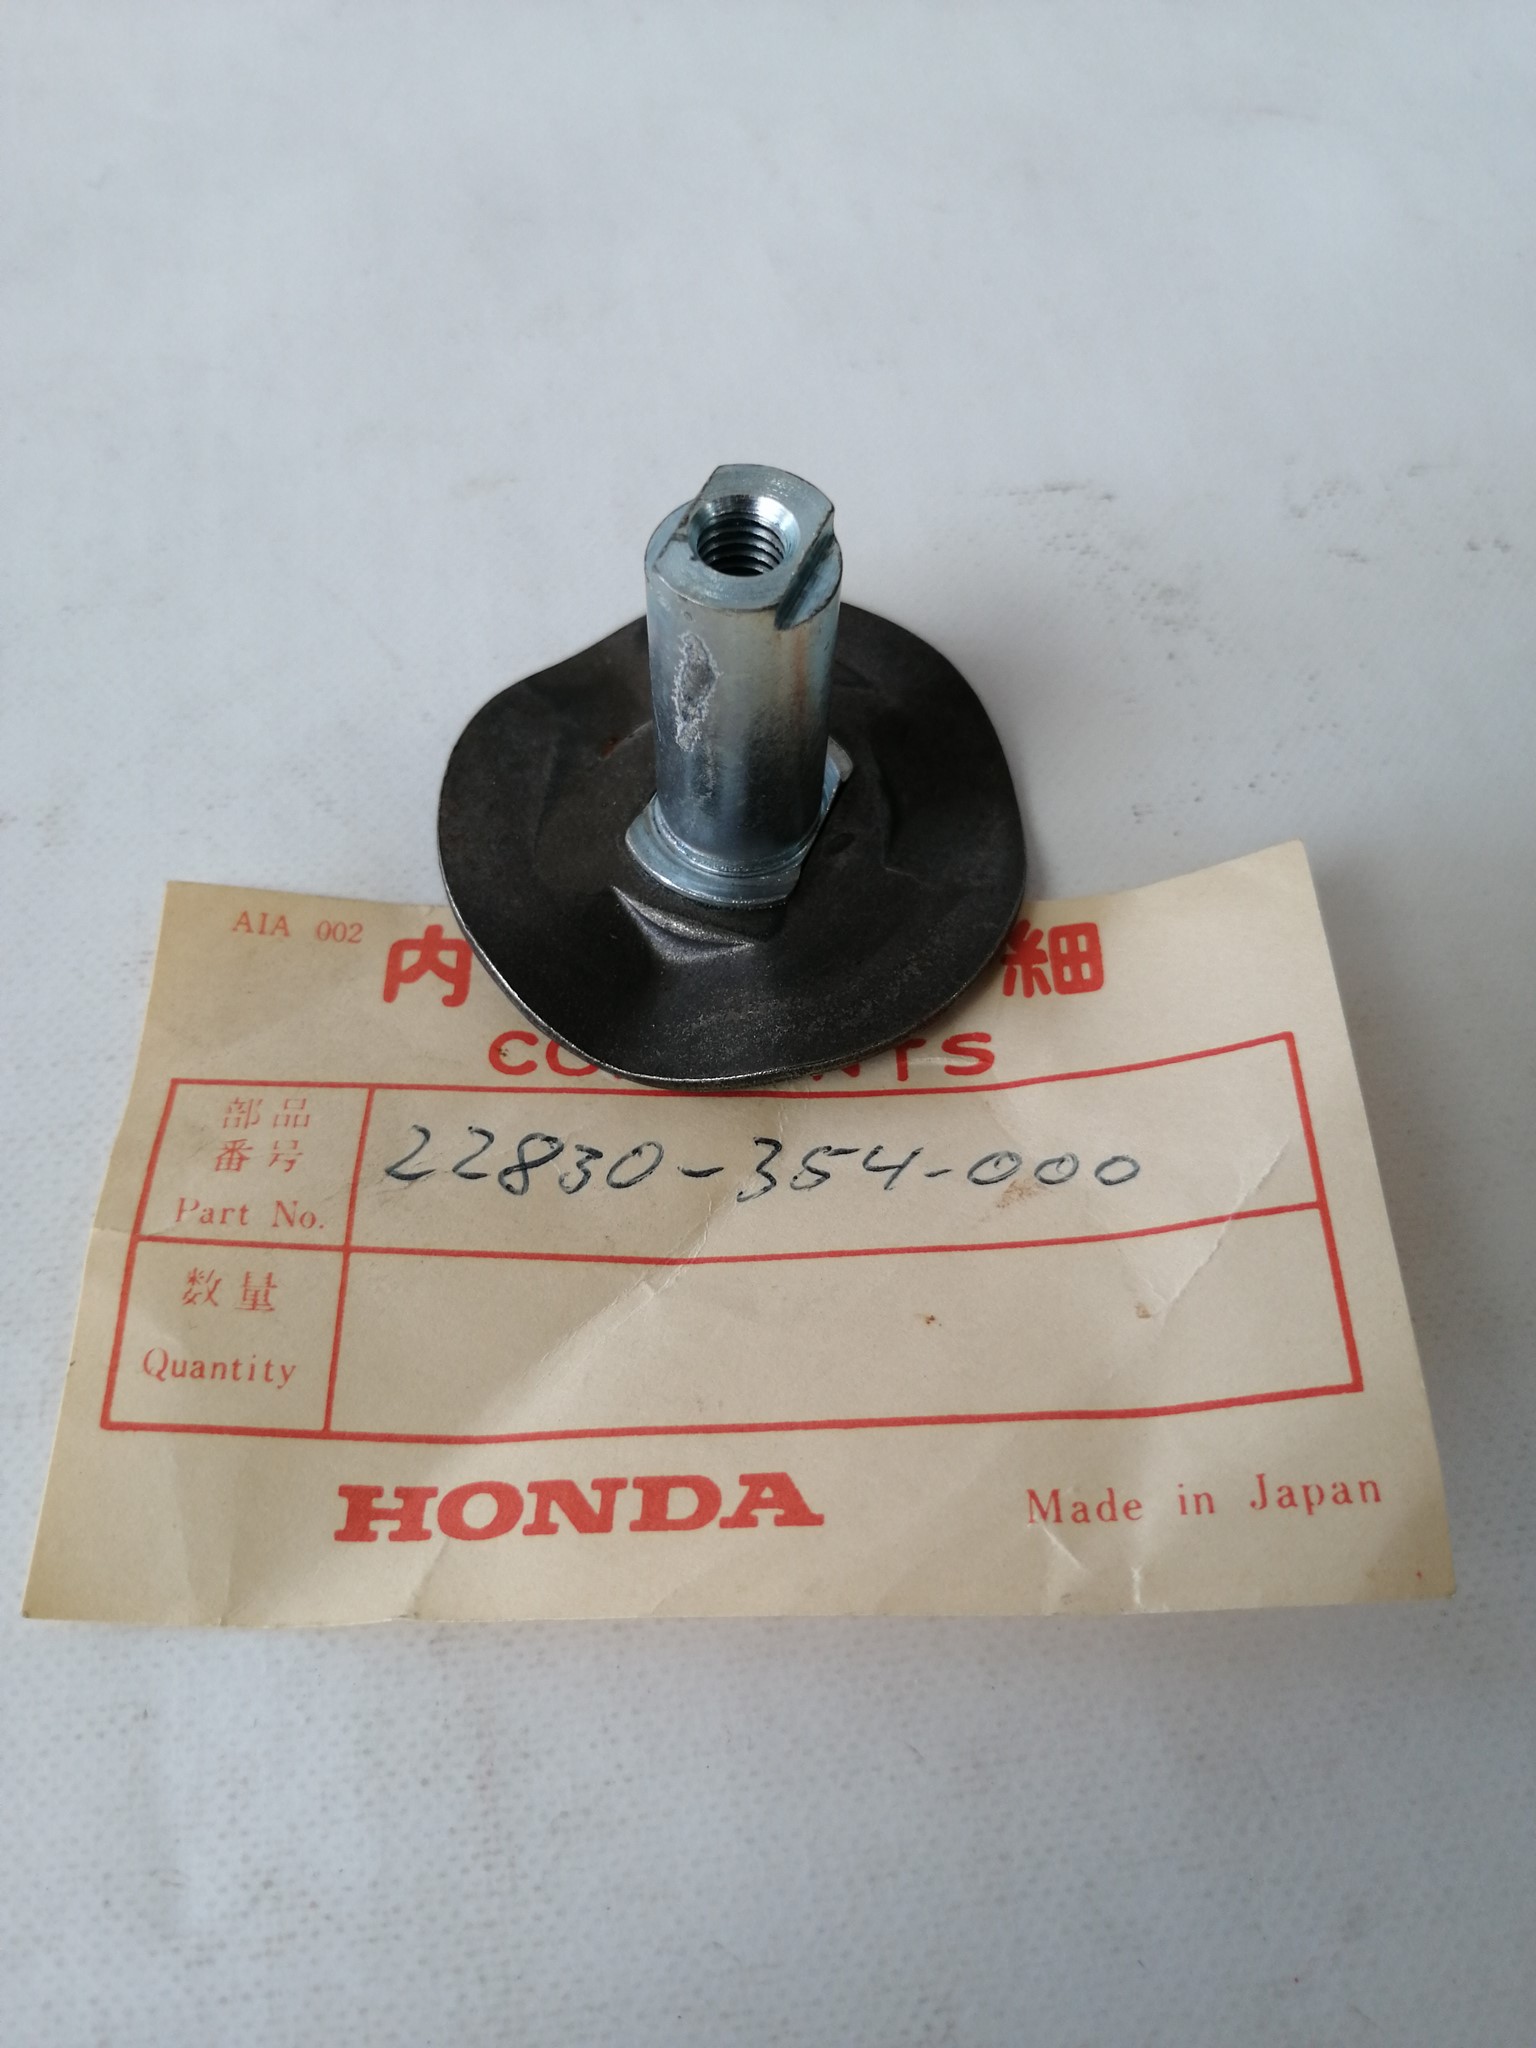 AIA 002
内 細
部品
番号
Part No.
22830-354-000
数量
Quantity
HONDA
Made in Japan